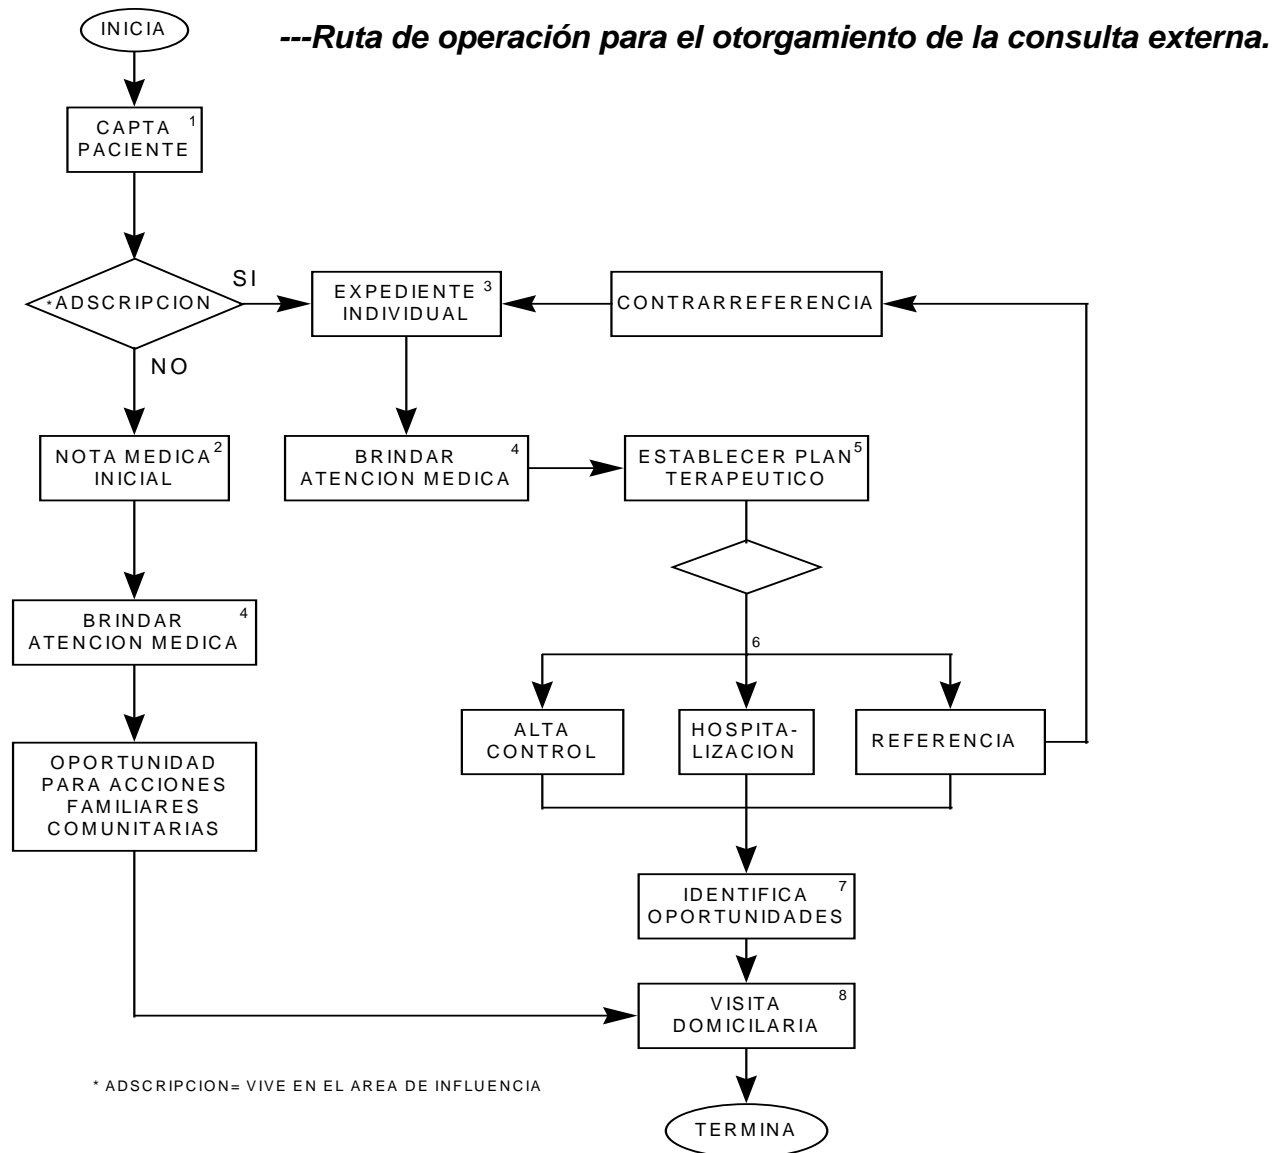 INICIA
---Ruta de operación para el otorgamiento de la consulta externa.
CAPTA 1
PACIENTE
*ADSCRIPCION
SI
NO
EXPEDIENTE 3
INDIVIDUAL
CONTRARREFERENCIA
NOTA MEDICA 2
INICIAL
BRINDAR 4
ATENCION MEDICA
ESTABLECER PLAN 5
TERAPEUTICO
BRINDAR 4
ATENCION MEDICA
6
ALTA
CONTROL
HOSPITA-
LIZACION
REFERENCIA
OPORTUNIDAD
PARA ACCIONES
FAMILIARES
COMUNITARIAS
IDENTIFICA 7
OPORTUNIDADES
VISITA 8
DOMICILARIA
* ADSCRIPCION= VIVE EN EL AREA DE INFLUENCIA
TERMINA